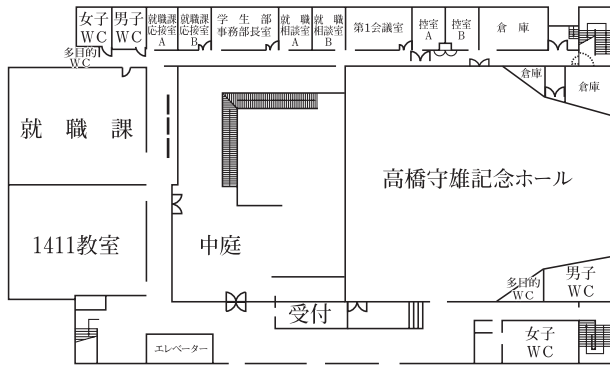 女子
WC
男子
WC
就職課
応接室
A
就職課
応接室
B
学生部
事務部長室
就職
相談室
A
就職
相談室
B
第1会議室
控室
A
控室
B
倉庫
多目的
WC
倉庫
倉庫
就職課
高橋守雄記念ホール
1411教室
中庭
多目的
WC
男子
WC
受付
エレベーター
女子
WC